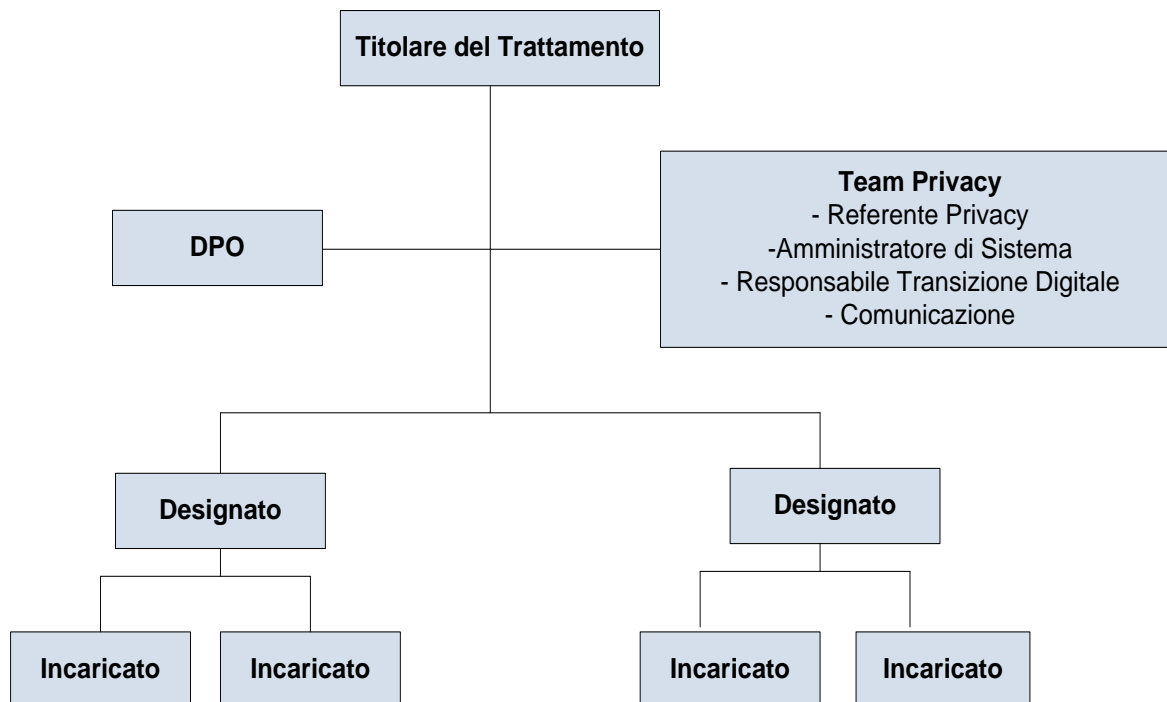 Titolare del Trattamento
DPO
Team Privacy
- Referente Privacy
-Amministratore di Sistema
- Responsabile Transizione Digitale
- Comunicazione
Designato
Designato
Incaricato
Incaricato
Incaricato
Incaricato